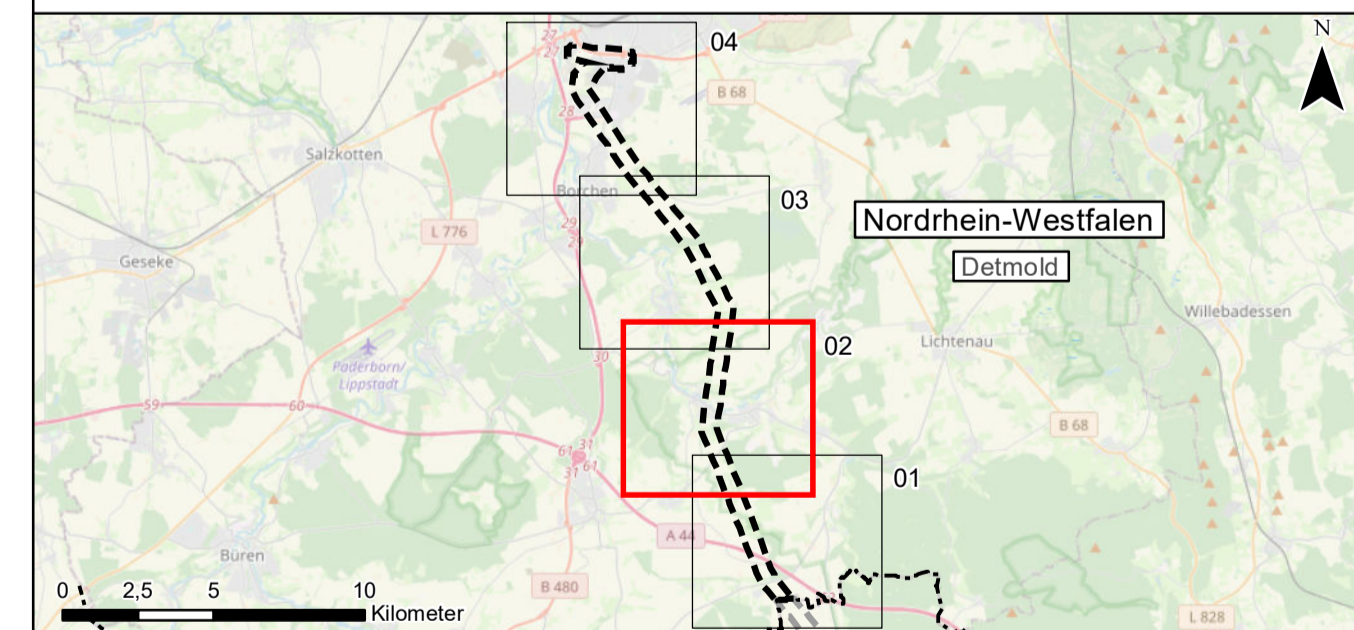 27
27
04
N
B 68
28
Salzkotten
Borchen
03
Nordrhein-Westfalen
29
29
L 776
Geseke
Detmold
Willebadessen
02
Lichtenau
30
Paderborn/
Lippstadt
59
60
B 68
61 31
31 61
01
A 44
Büren
B 480
0 2,5 5 10
Kilometer
L 828